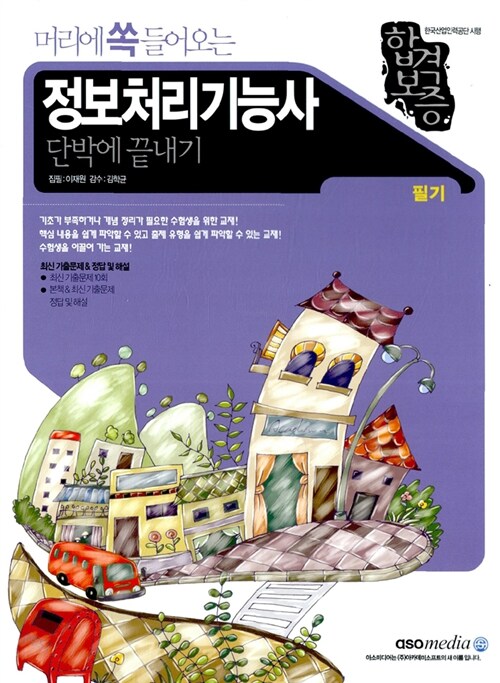 한국산업인력공단 시행
머리에 쏙 들어오는
합격보증
정보처리기능사
단박에 끝내기
집필 : 이재원 감수 : 김학균
필기
기초가 부족하거나 개념 정리가 필요한 수험생을 위한 교재!
핵심 내용을 쉽게 파악할 수 있고 출제 유형을 쉽게 파악할 수 있는 교재!
수험생을 이끌어 가는 교재!
최신 기출문제 & 정답 및 해설
● 최신 기출문제 10회
● 본책 & 최신 기출문제
정답 및 해설
asomedia
아소미디어는 (주)아카데미소프트의 새 이름 입니다.